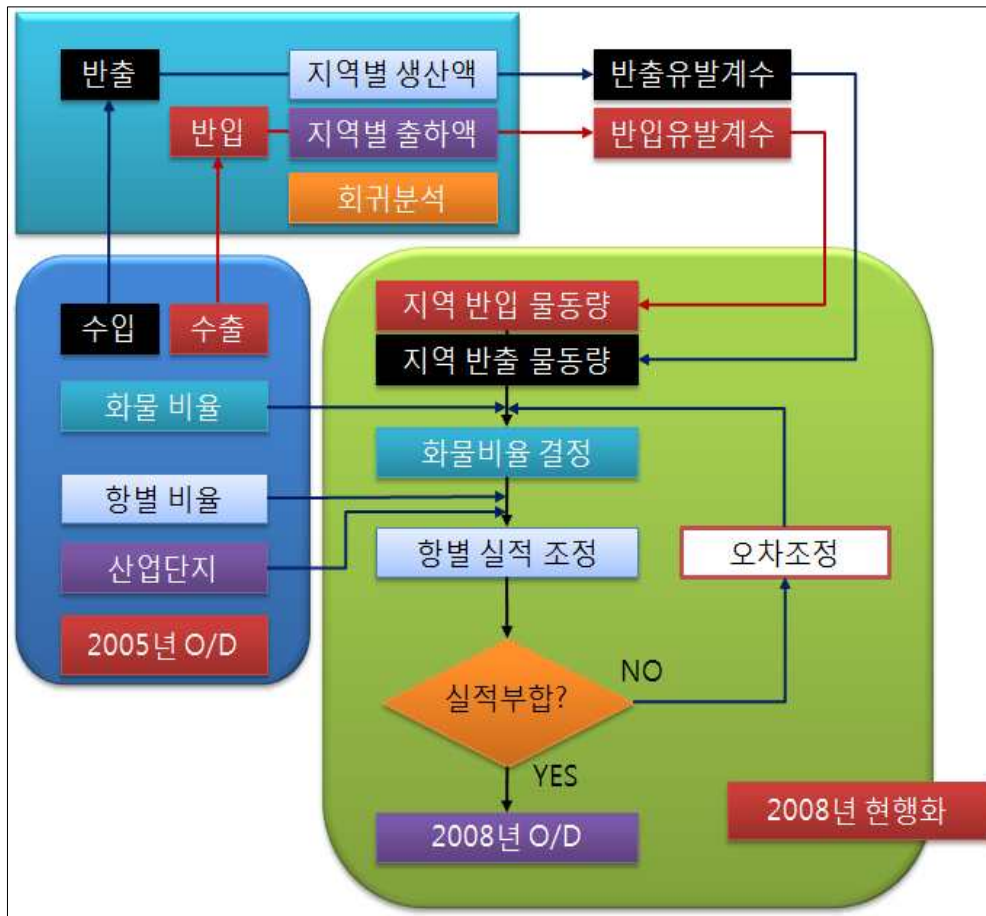 반출
지역별 생산액
반출유발계수
반입
지역별 출하액
반입유발계수
회귀분석
수입
수출
화물 비율
항별 비율
산업단지
2005년 O/D
지역 반입 물동량
지역 반출 물동량
화물비율 결정
항별 실적 조정
오차조정
실적부합?
NO
YES
2008년 O/D
2008년 현행화